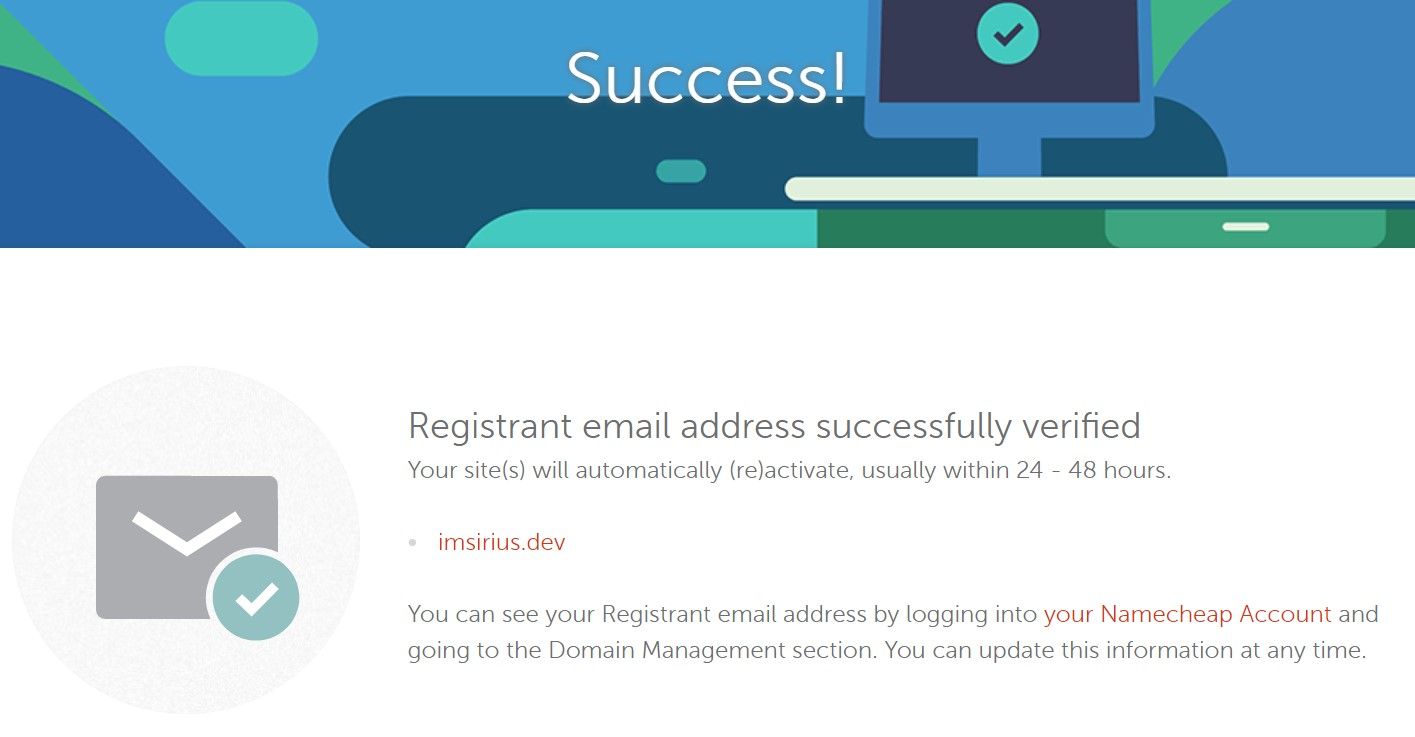 Success!
Registrant email address successfully verified
Your site(s) will automatically (re)activate, usually within 24 - 48 hours.
imsirius.dev
You can see your Registrant email address by logging into your Namecheap Account and
going to the Domain Management section. You can update this information at any time.